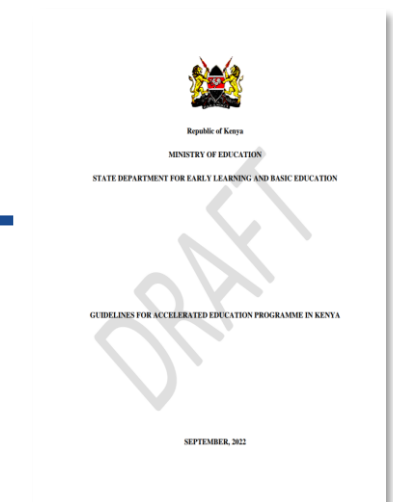 Republic of Kenya
MINISTRY OF EDUCATION
STATE DEPARTMENT FOR EARLY LEARNING AND BASIC EDUCATION
DRAFT
GUIDELINES FOR ACCELERATED EDUCATION PROGRAMME IN KENYA
SEPTEMBER, 2022